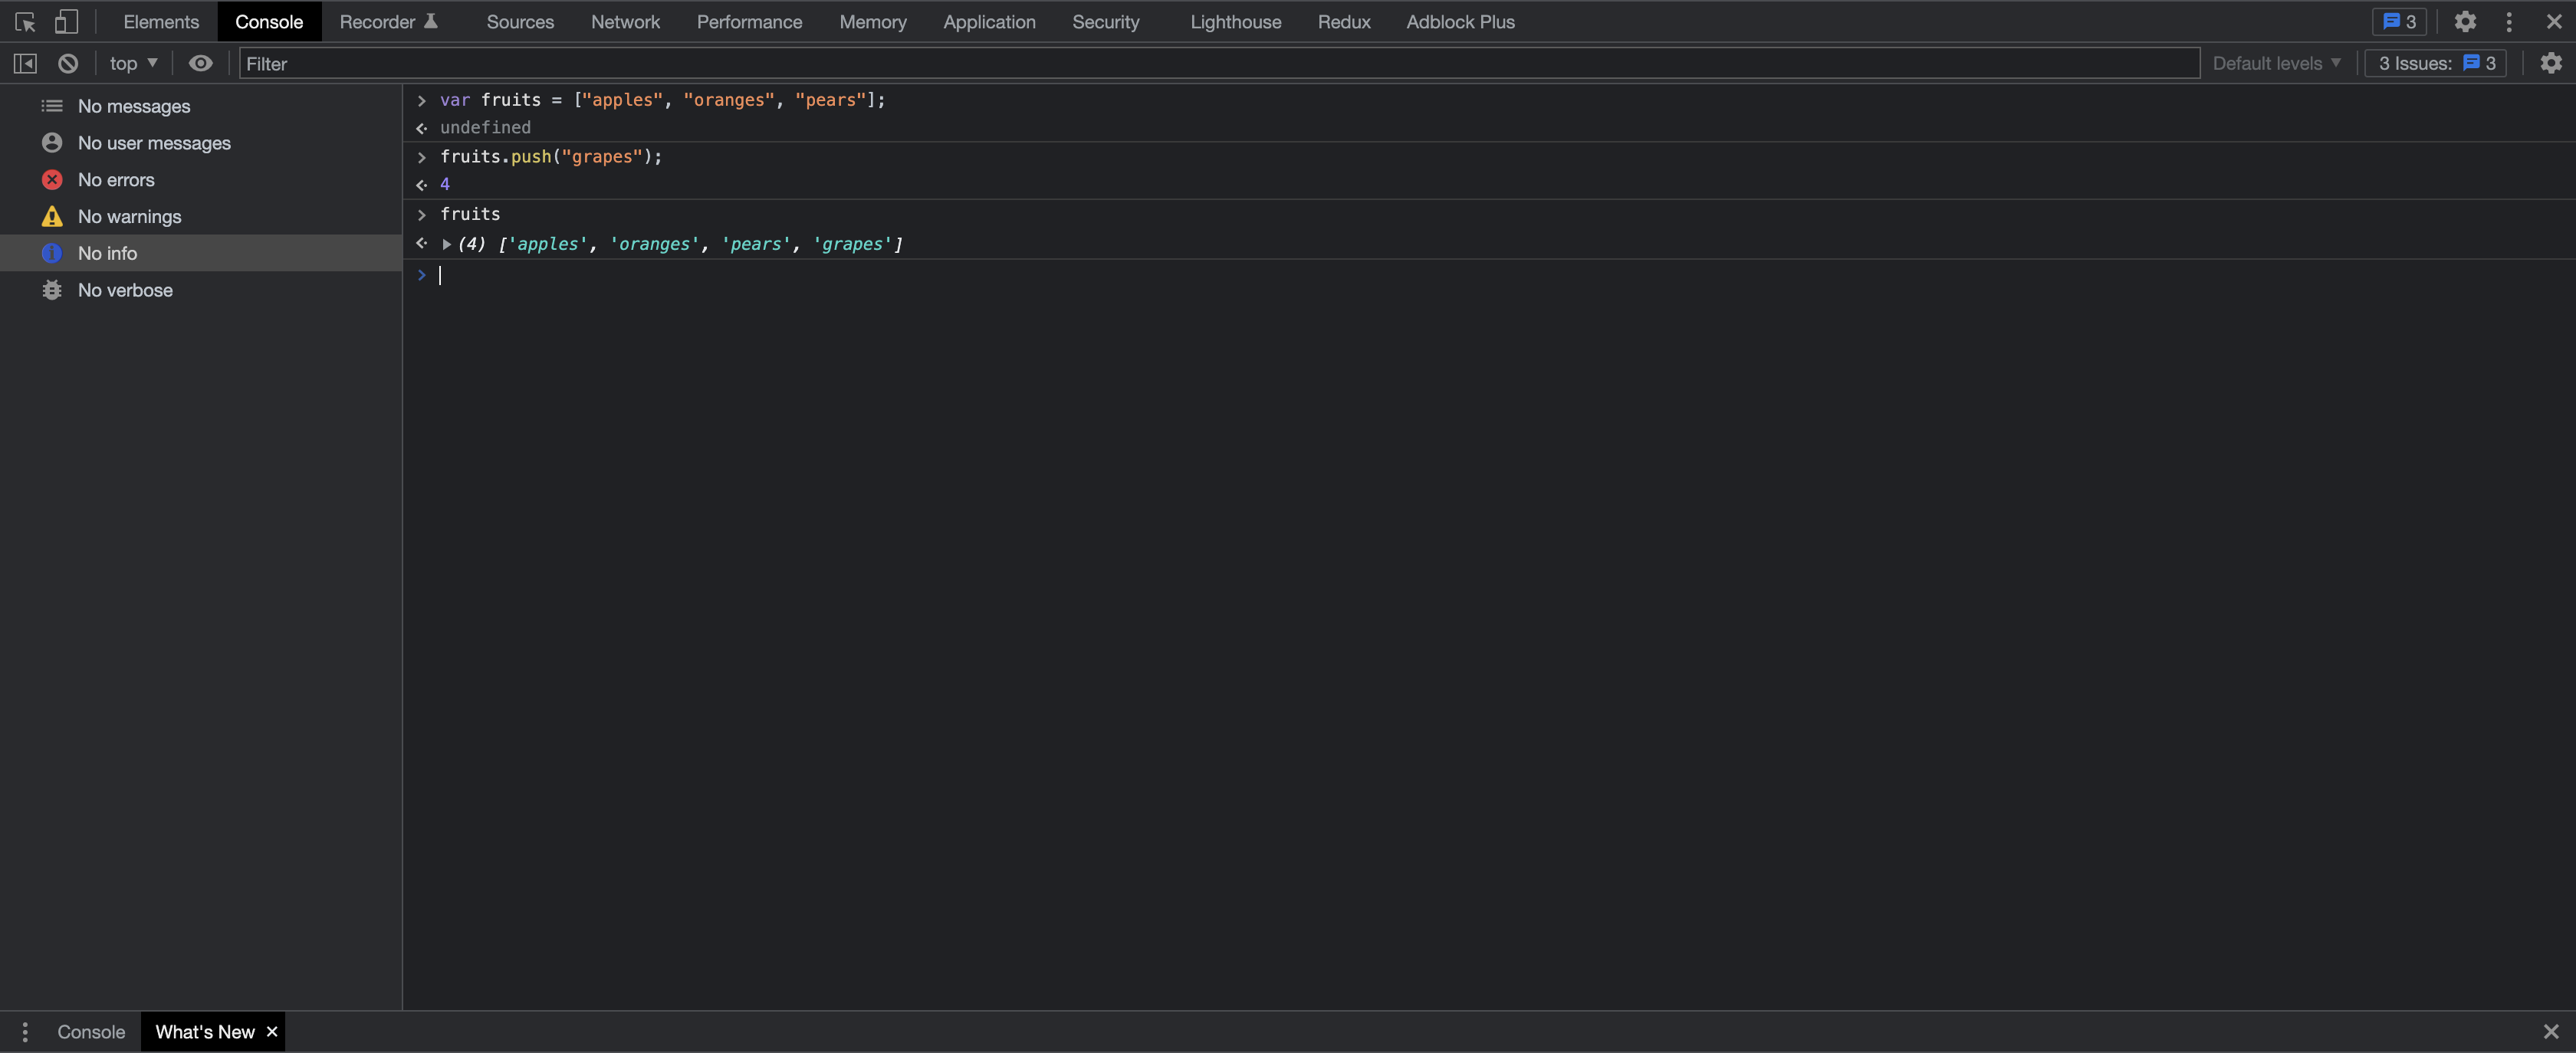 Elements Console Recorder Sources Network Performance Memory Application Security Lighthouse Redux Adblock Plus 3
top Filter Default levels 3 Issues: 3
No messages
No user messages
No errors
No warnings
No info
No verbose
var fruits = ["apples", "oranges", "pears"];
undefined
fruits.push("grapes");
4
fruits
(4) ['apples', 'oranges', 'pears', 'grapes']
Console What's New